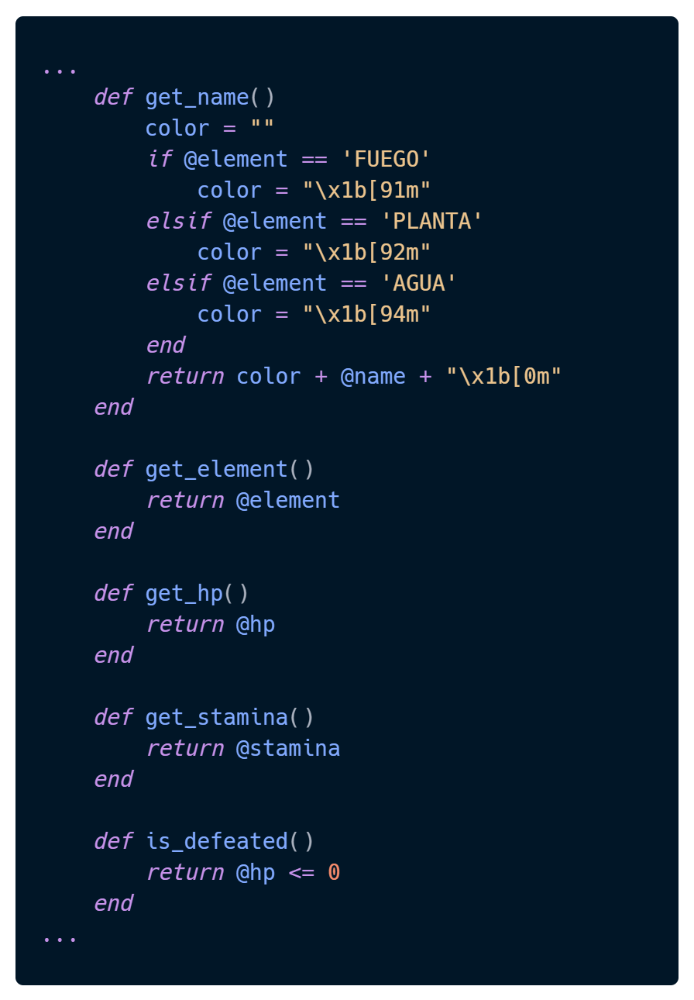 ...
    def get_name()
        color = ""
        if @element == 'FUEGO'
            color = "\x1b[91m"
        elsif @element == 'PLANTA'
            color = "\x1b[92m"
        elsif @element == 'AGUA'
            color = "\x1b[94m"
        end
        return color + @name + "\x1b[0m"
    end

    def get_element()
        return @element
    end

    def get_hp()
        return @hp
    end

    def get_stamina()
        return @stamina
    end

    def is_defeated()
        return @hp <= 0
    end
...